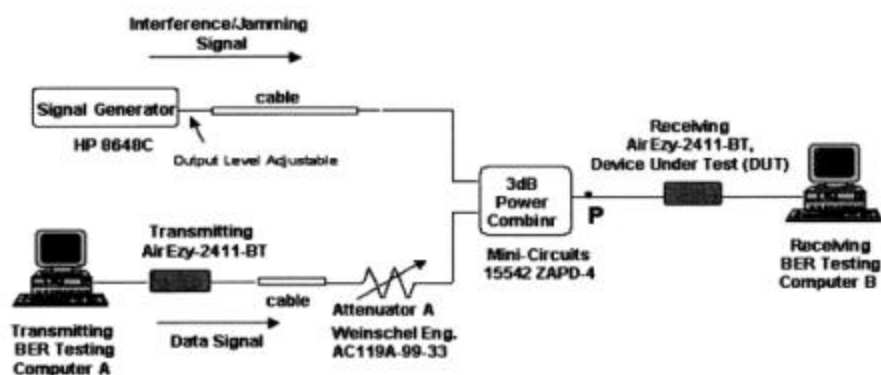 Interference/Jamming
Signal
Signal Generator
cable
HP 8648C
Output Level Adjustable
Receiving
AirEzy-2411-BT,
Device Under Test (DUT)
3dB
Power
Combinr
P
Mini-Circuits
15542 ZAPD-4
Receiving
BER Testing
Computer B
Transmitting
AirEzy-2411-BT
cable
Attenuator A
Weinschel Eng.
AC119A-99-33
Data Signal
Transmitting
BER Testing
Computer A